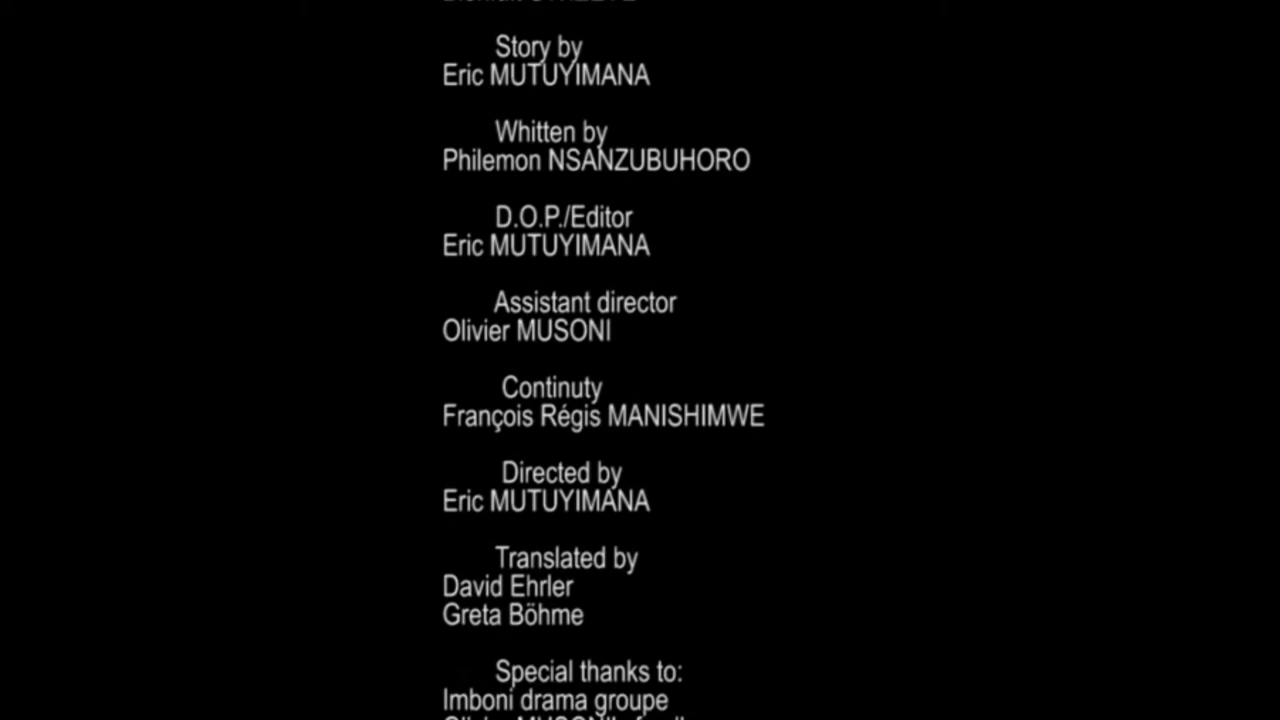 Story by
Eric MUTUYIMANA
Whitten by
Philemon NSANZUBUHORO
D.O.P./Editor
Eric MUTUYIMANA
Assistant director
Olivier MUSONI
Continuty
François Régis MANISHIMWE
Directed by
Eric MUTUYIMANA
Translated by
David Ehrler
Greta Böhme
Special thanks to:
Imboni drama groupe